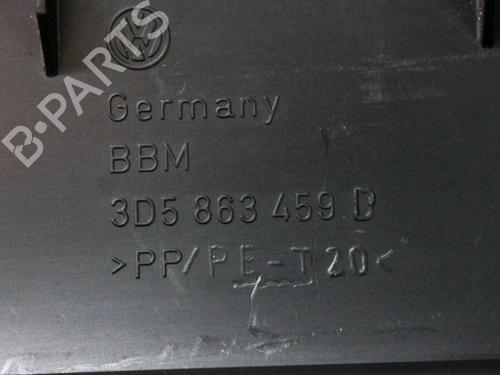 B-PARTS
Germany
BBM
3D5 863 459 D
>PP/PE-T20<